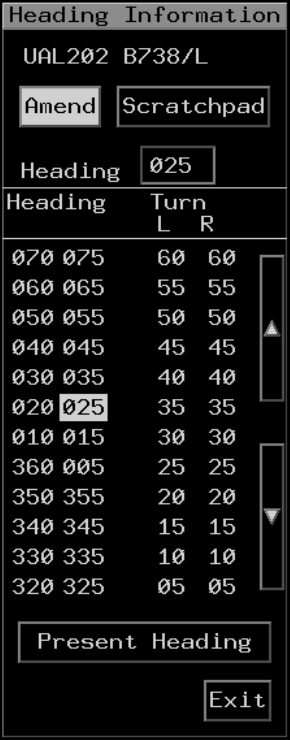 Heading Information
UAL202 B738/L
Amend Scratchpad
Heading 025
Heading Turn
L R
070 075 60 60
060 065 55 55
050 055 50 50
040 045 45 45
030 035 40 40
020 025 35 35
010 015 30 30
360 005 25 25
350 355 20 20
340 345 15 15
330 335 10 10
320 325 05 05
Present Heading
Exit